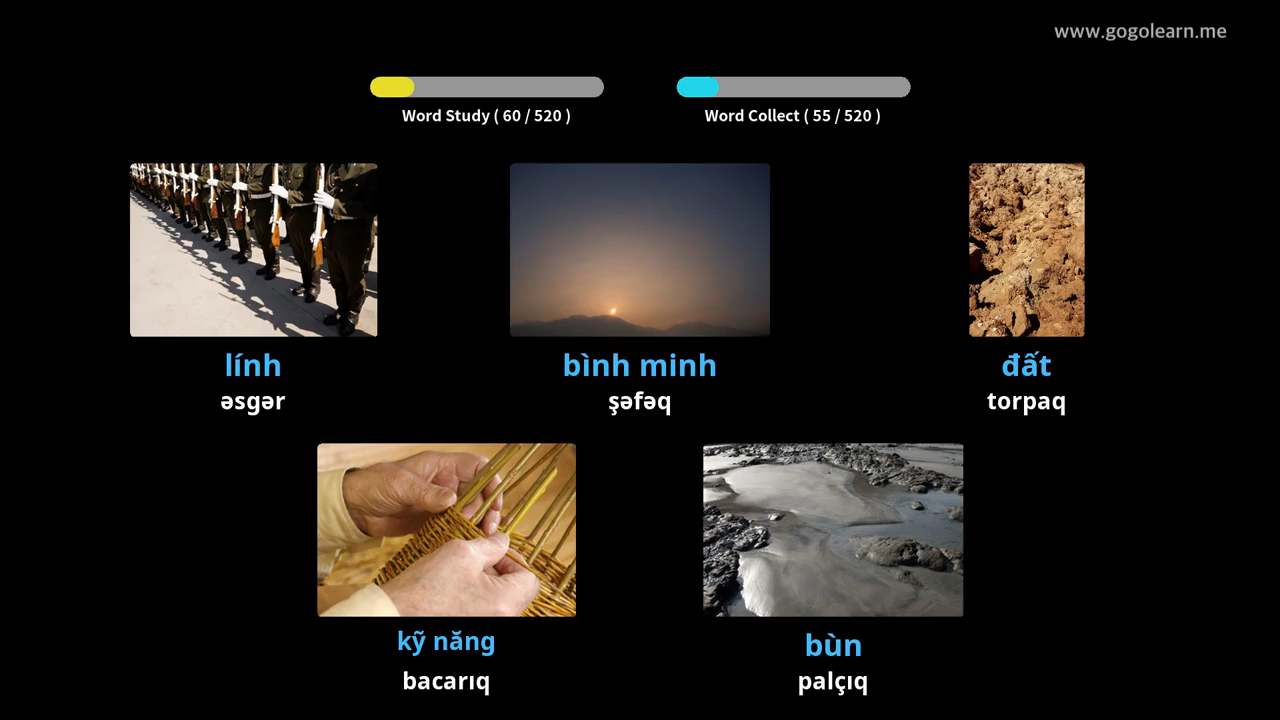 www.gogolearn.me
Word Study ( 60 / 520 )
Word Collect ( 55 / 520 )
lính
əsgər
bình minh
şəfəq
đất
torpaq
kỹ năng
bacarıq
bùn
palçıq